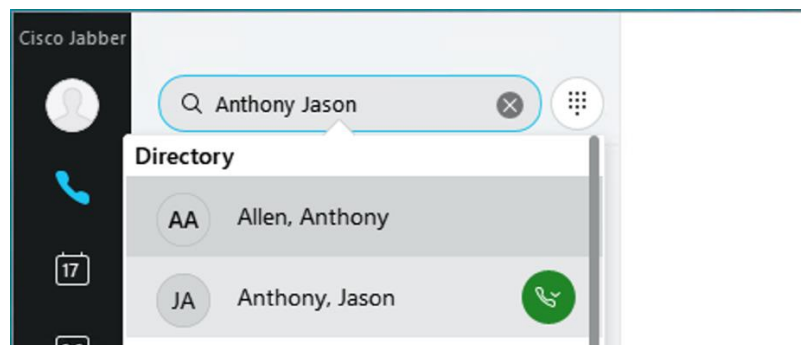 Cisco Jabber
Anthony Jason
Directory
AA Allen, Anthony
17
JA Anthony, Jason